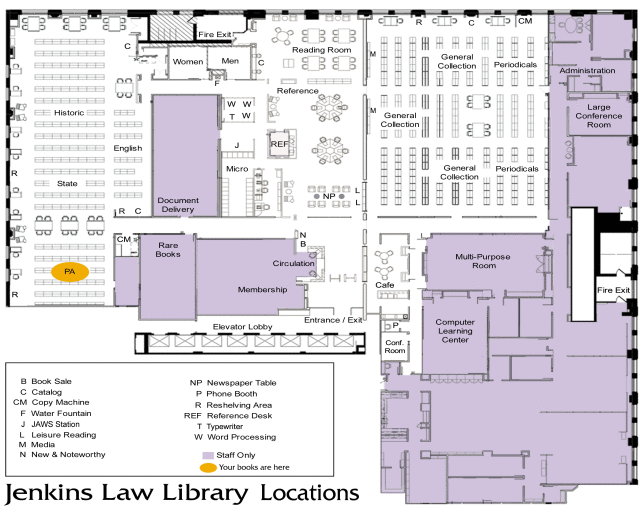 R C CM
C Fire Exit
Reading Room
Women Men C M General Collection Periodicals
F
Administration
Reference
Historic
W W
T W
M General Collection
Large Conference Room
English
J
REF
Micro
State
R
General Collection Periodicals
Document Delivery
L
NP
L
R C
CM
Rare Books
N
B
Circulation
Multi-Purpose Room
PA
Membership
Cafe
Fire Exit
R
Entrance / Exit
P
Computer Learning Center
Elevator Lobby
Conf. Room
B Book Sale
C Catalog
CM Copy Machine
F Water Fountain
J JAWS Station
L Leisure Reading
M Media
N New & Noteworthy
NP Newspaper Table
P Phone Booth
R Reshelving Area
REF Reference Desk
T Typewriter
W Word Processing
Staff Only
Your books are here
Jenkins Law Library Locations